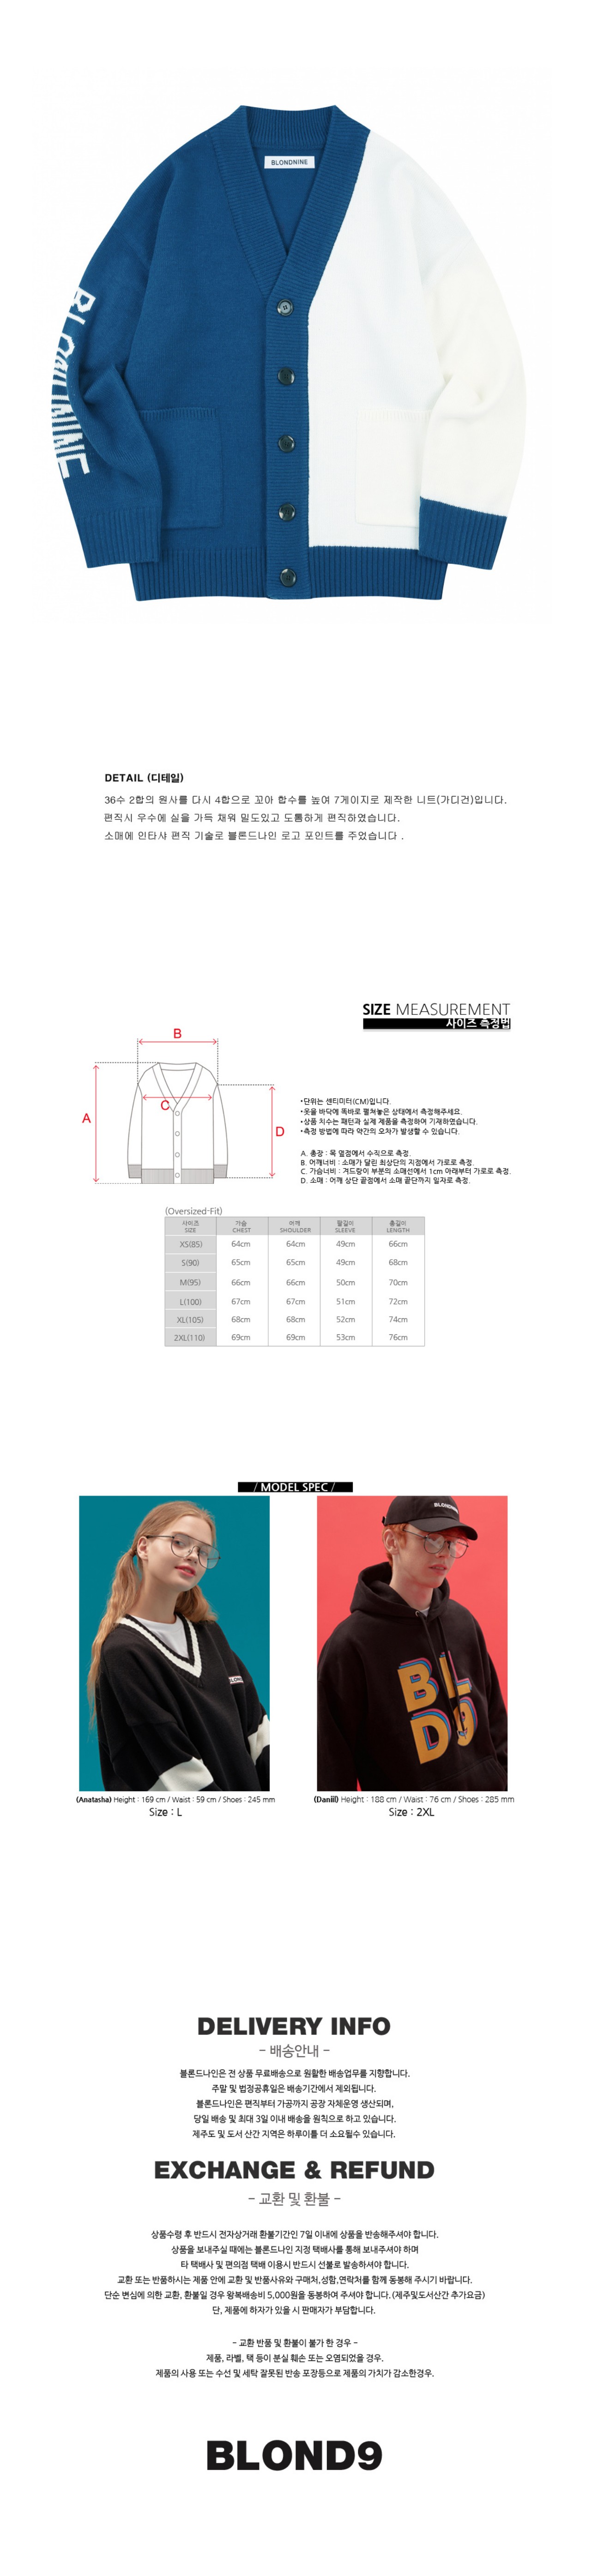 BLONDNINE
BLONDNINE
DETAIL (디테일)
36수 2합의 원사를 다시 4합으로 꼬아 합수를 높여 7게이지로 제작한 니트(가디건)입니다.
편직시 우수에 실을 가득 채워 밀도있고 도톰하게 편직하였습니다.
소매에 인타샤 편직 기술로 블론드나인 로고 포인트를 주었습니다 .
SIZE MEASUREMENT
사이즈 측정법
B
A
C
D
•단위는 센티미터(CM)입니다.
•옷을 바닥에 똑바로 펼쳐놓은 상태에서 측정해주세요.
•상품 치수는 패턴과 실제 제품을 측정하여 기재하였습니다.
•측정 방법에 따라 약간의 오차가 발생할 수 있습니다.
A. 총장 : 목 옆점에서 수직으로 측정.
B. 어깨너비 : 소매가 달린 최상단의 지점에서 가로로 측정.
C. 가슴너비 : 겨드랑이 부분의 소매선에서 1cm 아래부터 가로로 측정.
D. 소매 : 어깨 상단 끝점에서 소매 끝단까지 일자로 측정.
(Oversized-Fit)
사이즈 가슴 어깨 팔길이 총길이
SIZE CHEST SHOULDER SLEEVE LENGTH
XS(85) 64cm 64cm 49cm 66cm
S(90) 65cm 65cm 49cm 68cm
M(95) 66cm 66cm 50cm 70cm
L(100) 67cm 67cm 51cm 72cm
XL(105) 68cm 68cm 52cm 74cm
2XL(110) 69cm 69cm 53cm 76cm
/ MODEL SPEC /
BLOND
BLONDNINE
BL
D9
(Anatasha) Height : 169 cm / Waist : 59 cm / Shoes : 245 mm
Size : L
(Daniil) Height : 188 cm / Waist : 76 cm / Shoes : 285 mm
Size : 2XL
DELIVERY INFO
- 배송안내 -
블론드나인은 전 상품 무료배송으로 원활한 배송업무를 지향합니다.
주말 및 법정공휴일은 배송기간에서 제외됩니다.
블론드나인은 편직부터 가공까지 공장 자체운영 생산되며,
당일 배송 및 최대 3일 이내 배송을 원칙으로 하고 있습니다.
제주도 및 도서 산간 지역은 하루이틀 더 소요될수 있습니다.
EXCHANGE & REFUND
- 교환 및 환불 -
상품수령 후 반드시 전자상거래 환불기간인 7일 이내에 상품을 반송해주셔야 합니다.
상품을 보내주실 때에는 블론드나인 지정 택배사를 통해 보내주셔야 하며
타 택배사 및 편의점 택배 이용시 반드시 선불로 발송하셔야 합니다.
교환 또는 반품하시는 제품 안에 교환 및 반품사유와 구매처,성함,연락처를 함께 동봉해 주시기 바랍니다.
단순 변심에 의한 교환, 환불일 경우 왕복배송비 5,000원을 동봉하여 주셔야 합니다.(제주및도서산간 추가요금)
단, 제품에 하자가 있을 시 판매자가 부담합니다.
- 교환 반품 및 환불이 불가 한 경우 -
제품, 라벨, 택 등이 분실 훼손 또는 오염되었을 경우.
제품의 사용 또는 수선 및 세탁 잘못된 반송 포장등으로 제품의 가치가 감소한경우.
BLOND9